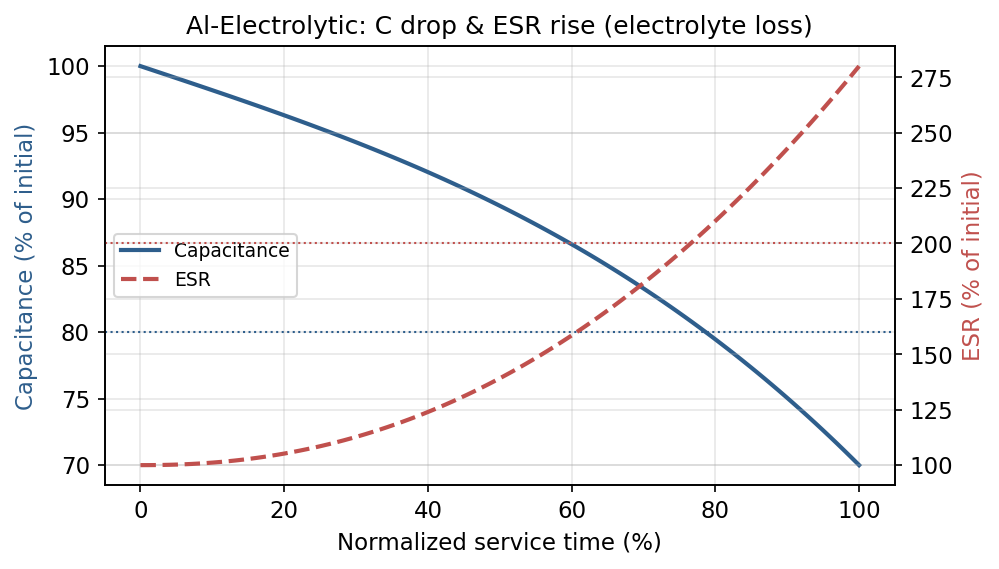 Al-Electrolytic: C drop & ESR rise (electrolyte loss)
Capacitance (% of initial)
100
95
90
85
80
75
70
Capacitance
ESR
275
250
225
200
175
150
125
100
ESR (% of initial)
0 20 40 60 80 100
Normalized service time (%)